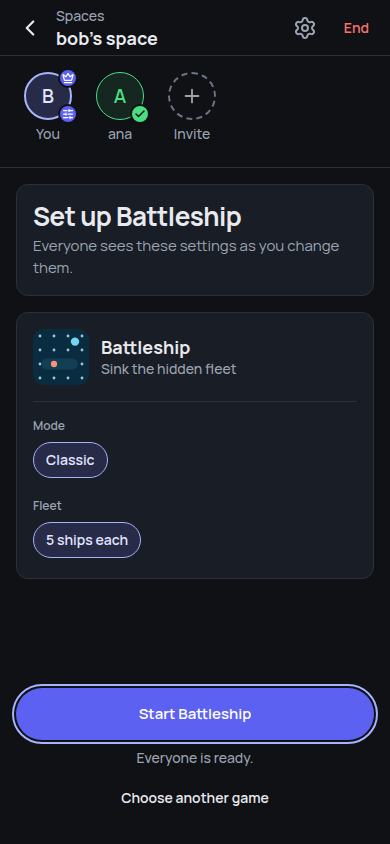 Spaces
bob's space
End
B
A
You
ana
Invite
Set up Battleship
Everyone sees these settings as you change
them.
Battleship
Sink the hidden fleet
Mode
Classic
Fleet
5 ships each
Start Battleship
Everyone is ready.
Choose another game